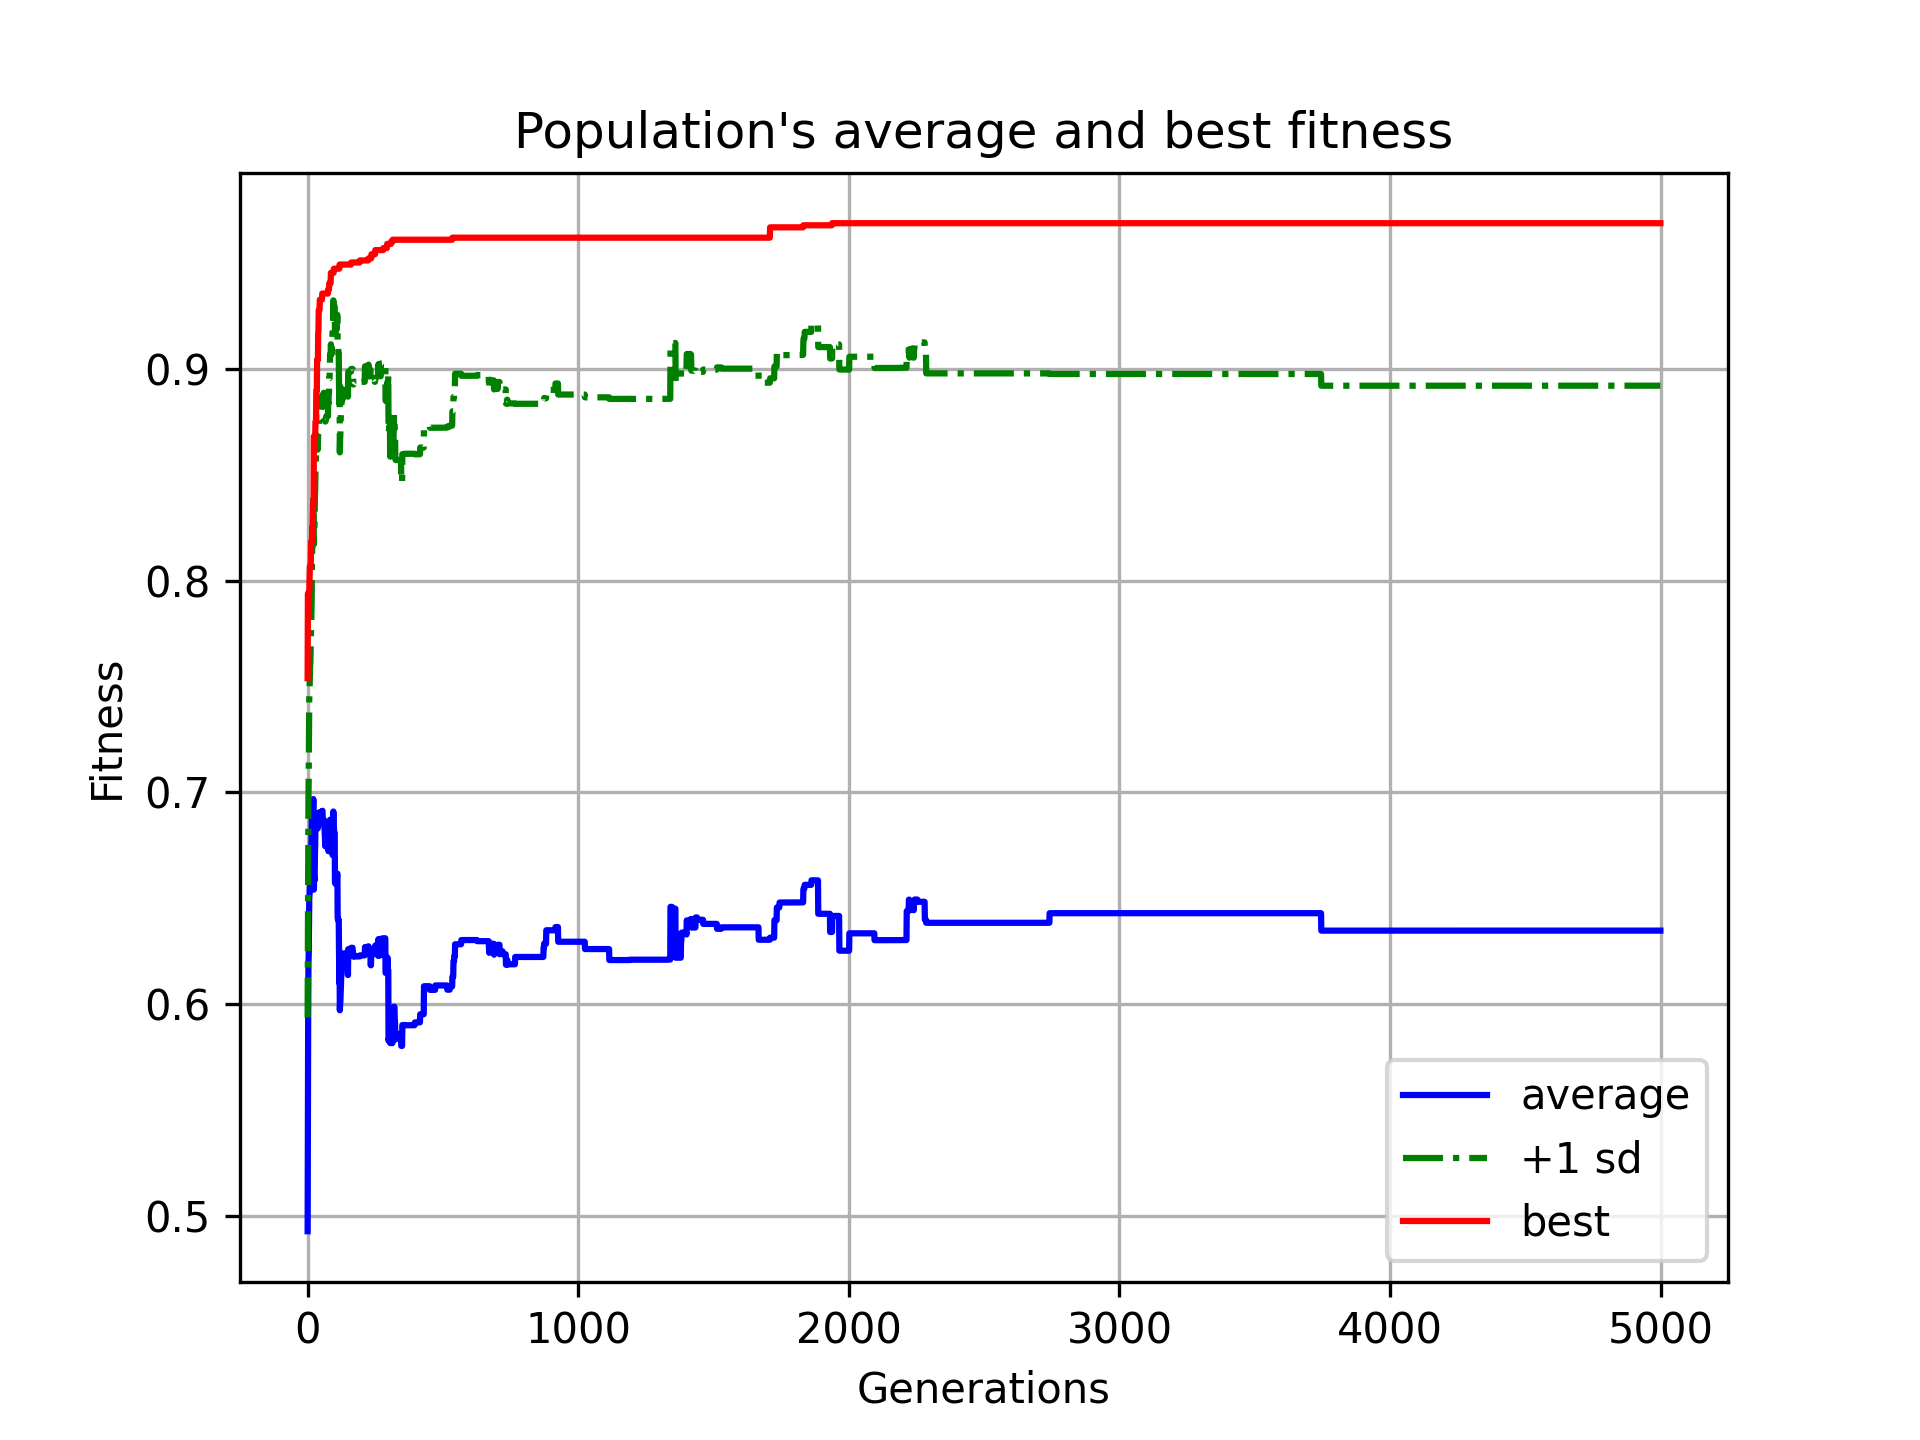 Population's average and best fitness
Fitness
0.9
0.8
0.7
0.6
0.5
0 1000 2000 3000 4000 5000
Generations
average
+1 sd
best